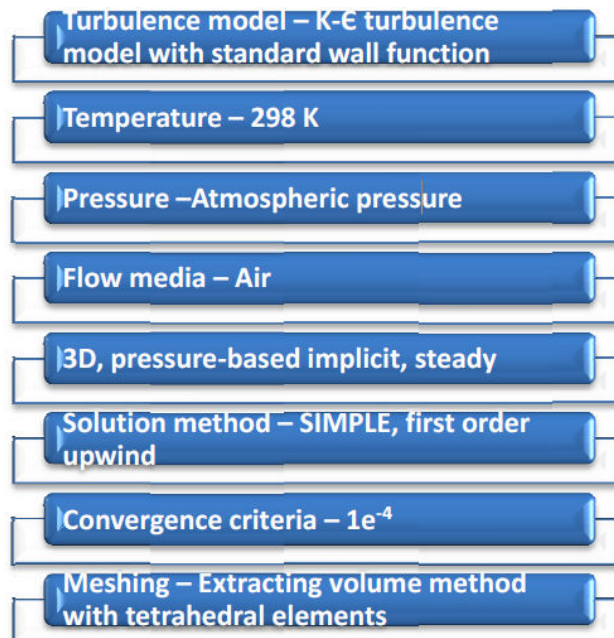 Turbulence model – K-Є turbulence
model with standard wall function
Temperature – 298 K
Pressure –Atmospheric pressure
Flow media – Air
3D, pressure-based implicit, steady
Solution method – SIMPLE, first order
upwind
Convergence criteria – 1e⁻⁴
Meshing – Extracting volume method
with tetrahedral elements